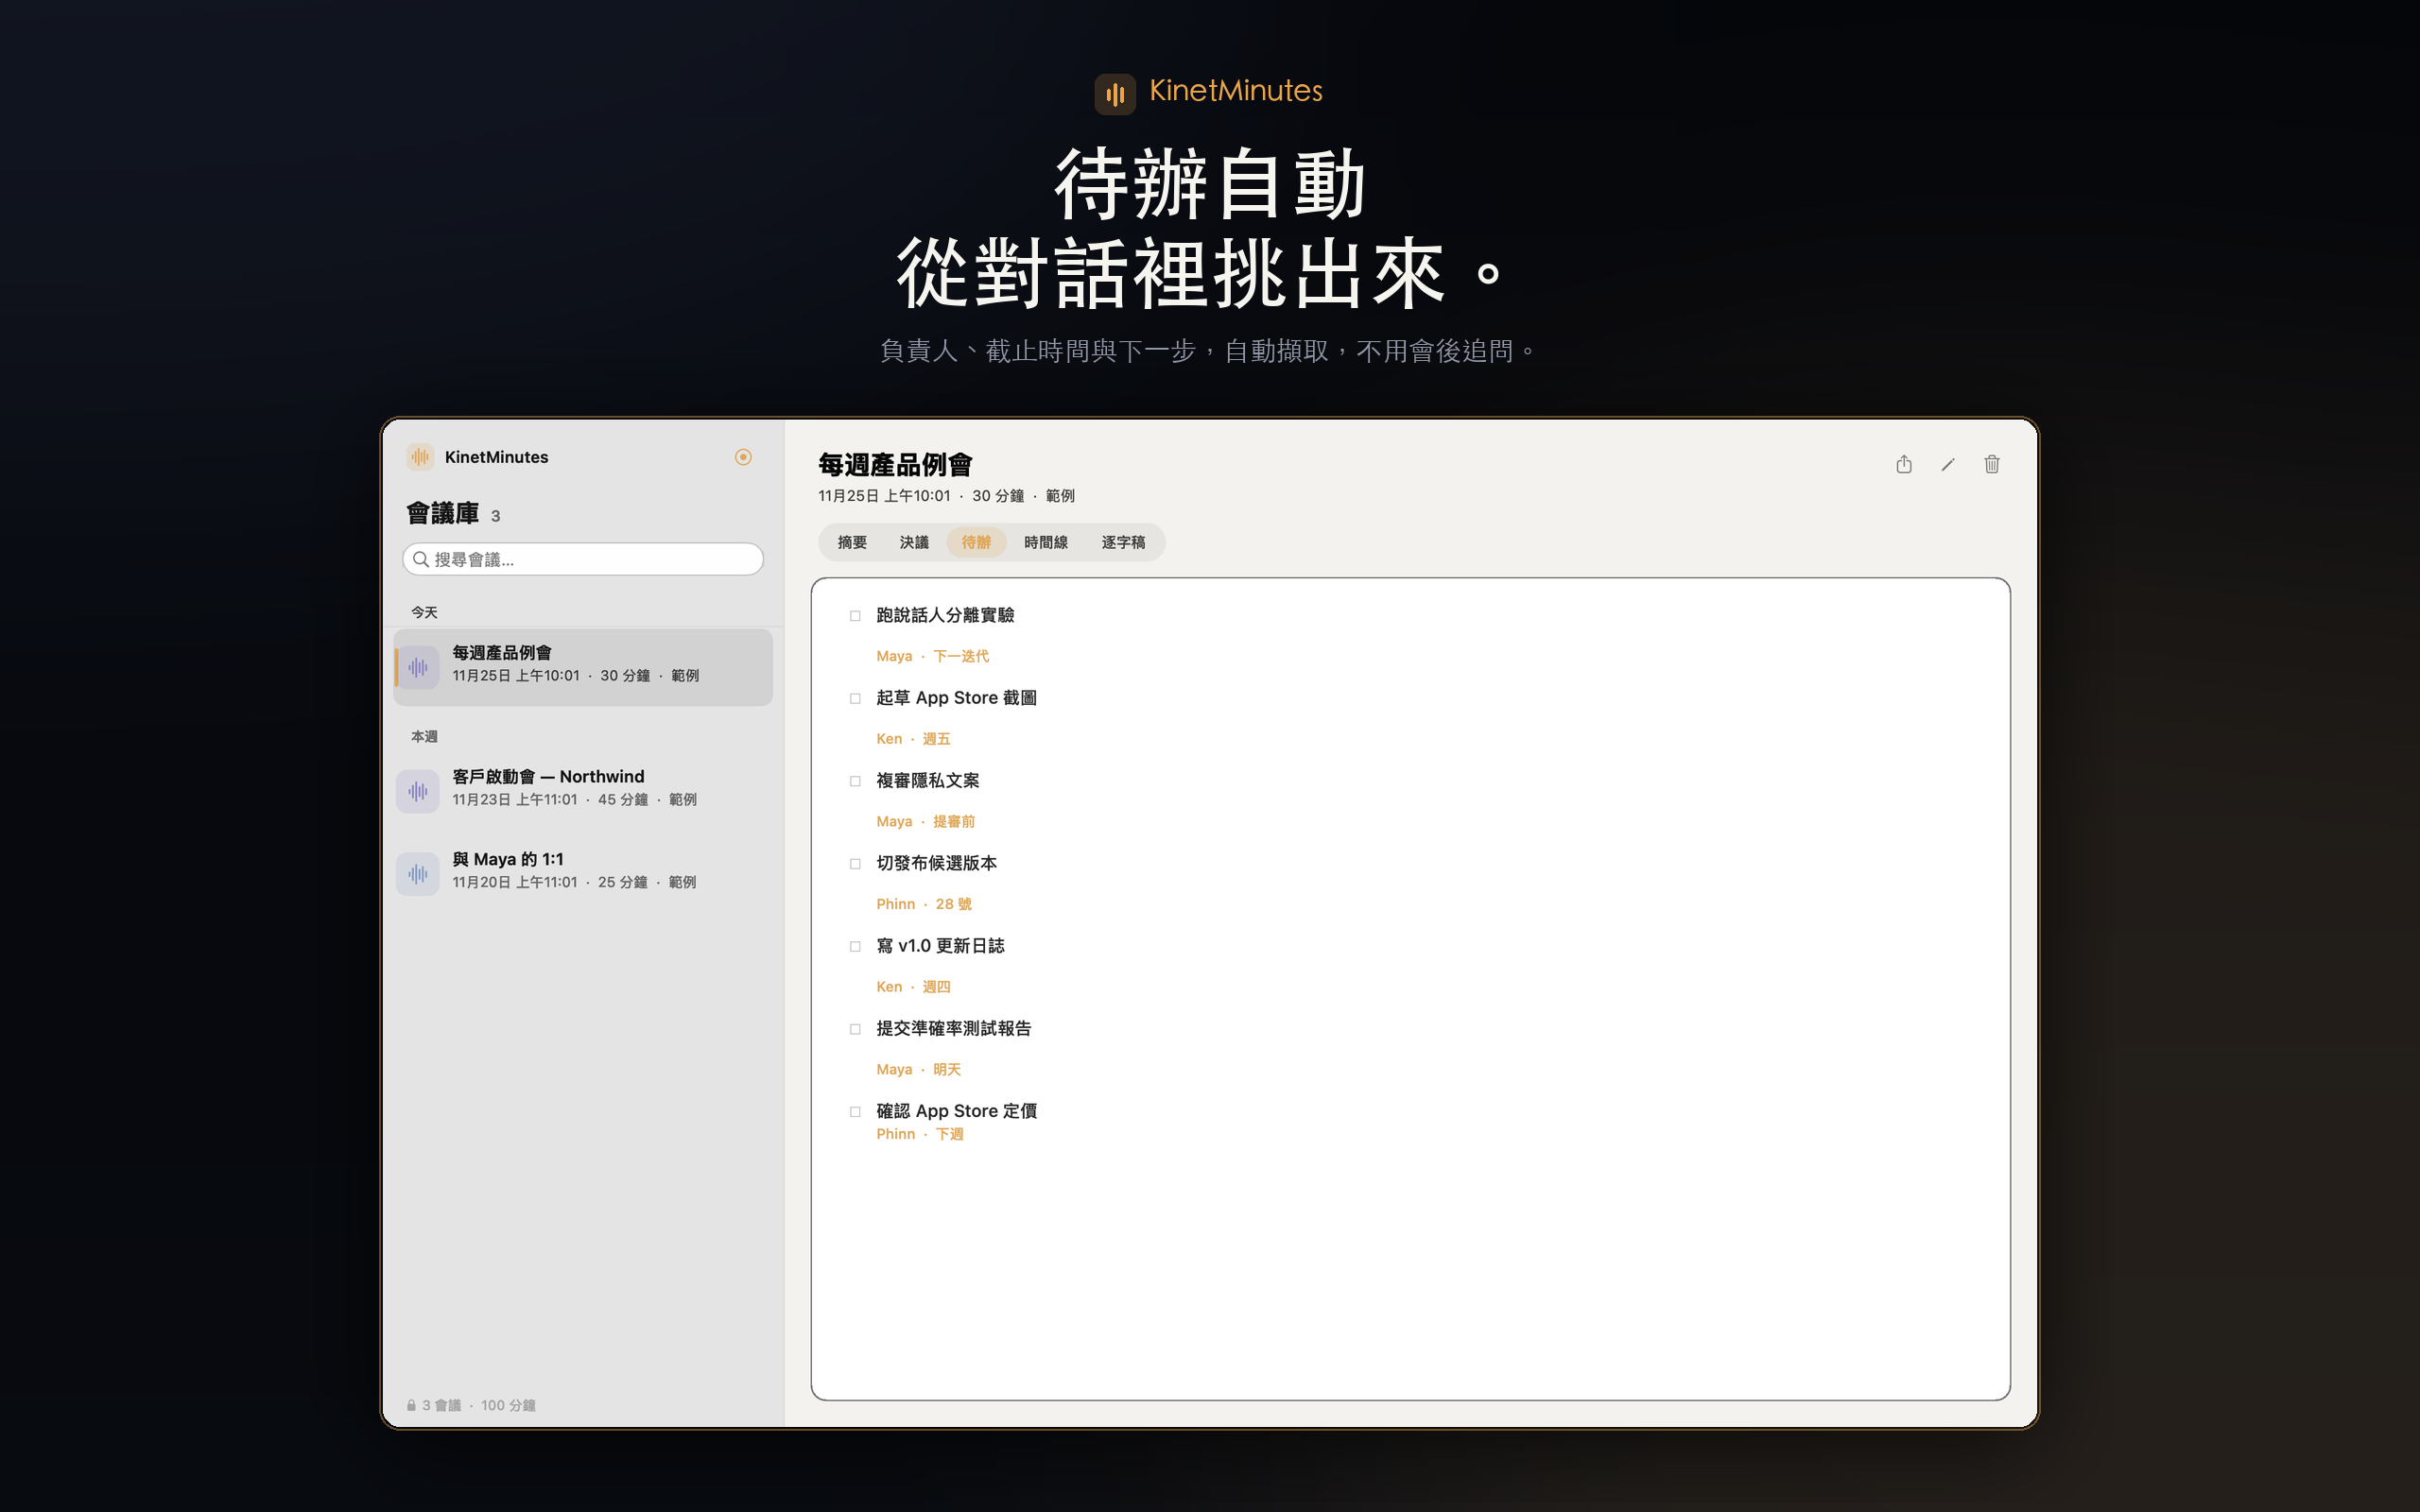 KinetMinutes
待辦自動
從對話裡挑出來。
負責人、截止時間與下一步，自動擷取，不用會後追問。
KinetMinutes
會議庫 3
搜尋會議...
今天
每週產品例會
11月25日 上午10:01 · 30 分鐘 · 範例
本週
客戶啟動會 — Northwind
11月23日 上午11:01 · 45 分鐘 · 範例
與 Maya 的 1:1
11月20日 上午11:01 · 25 分鐘 · 範例
3 會議 · 100 分鐘
每週產品例會
11月25日 上午10:01 · 30 分鐘 · 範例
摘要 決議 待辦 時間線 逐字稿
跑說話人分離實驗
Maya · 下一迭代
起草 App Store 截圖
Ken · 週五
複審隱私文案
Maya · 提審前
切發布候選版本
Phinn · 28 號
寫 v1.0 更新日誌
Ken · 週四
提交準確率測試報告
Maya · 明天
確認 App Store 定價
Phinn · 下週